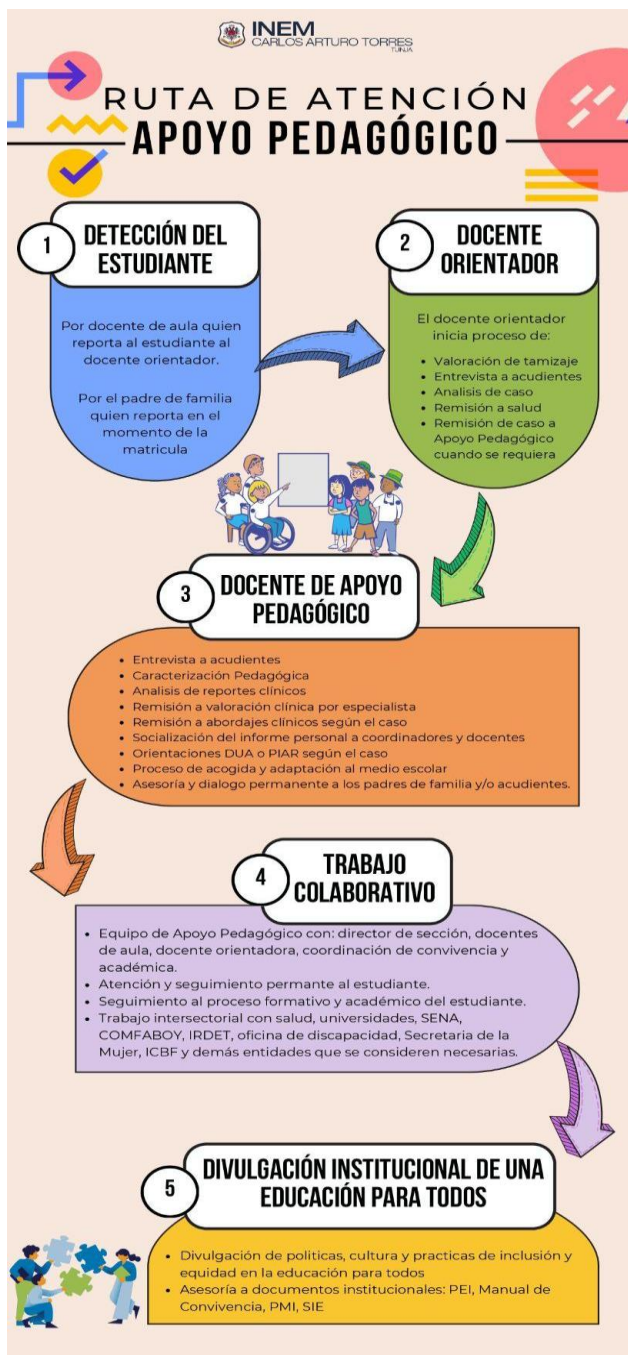 INEM
CARLOS ARTURO TORRES
TUNJA
RUTA DE ATENCIÓN
APOYO PEDAGÓGICO
1
DETECCIÓN DEL
ESTUDIANTE
Por docente de aula quien
reporta al estudiante al
docente orientador.
Por el padre de familia
quien reporta en el
momento de la
matricula
2
DOCENTE
ORIENTADOR
El docente orientador
inicia proceso de:
• Valoración de tamizaje
• Entrevista a acudientes
• Analisis de caso
• Remisión a salud
• Remisión de caso a
Apoyo Pedagógico
cuando se requiera
3
DOCENTE DE APOYO
PEDAGÓGICO
• Entrevista a acudientes
• Caracterización Pedagógica
• Analisis de reportes clínicos
• Remisión a valoración clínica por especialista
• Remisión a abordajes clínicos según el caso
• Socialización del informe personal a coordinadores y docentes
• Orientaciones DUA o PIAR según el caso
• Proceso de acogida y adaptación al medio escolar
• Asesoría y dialogo permanente a los padres de familia y/o acudientes.
4
TRABAJO
COLABORATIVO
• Equipo de Apoyo Pedagógico con: director de sección, docentes
de aula, docente orientadora, coordinación de convivencia y
académica.
• Atención y seguimiento permante al estudiante.
• Seguimiento al proceso formativo y académico del estudiante.
• Trabajo intersectorial con salud, universidades, SENA,
COMFABOY, IRDET, oficina de discapacidad, Secretaria de la
Mujer, ICBF y demás entidades que se consideren necesarias.
5
DIVULGACIÓN INSTITUCIONAL DE UNA
EDUCACIÓN PARA TODOS
• Divulgación de políticas, cultura y practicas de inclusión y
equidad en la educación para todos
• Asesoría a documentos institucionales: PEI, Manual de
Convivencia, PMI, SIE